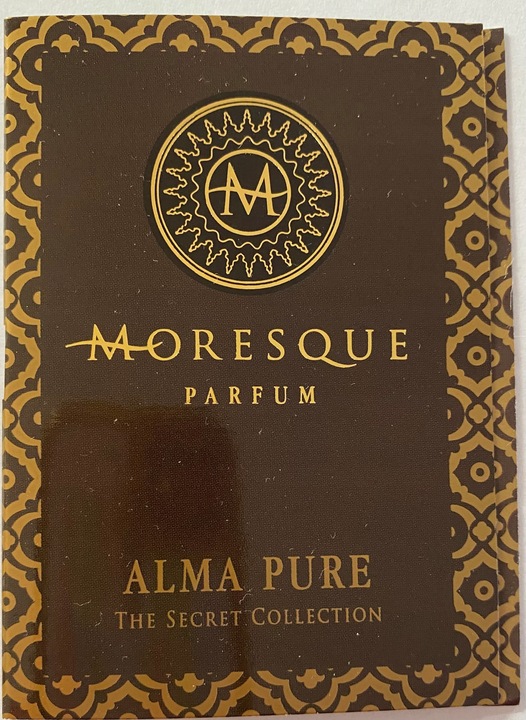 M
MORESQUE
PARFUM
ALMA PURE
THE SECRET COLLECTION